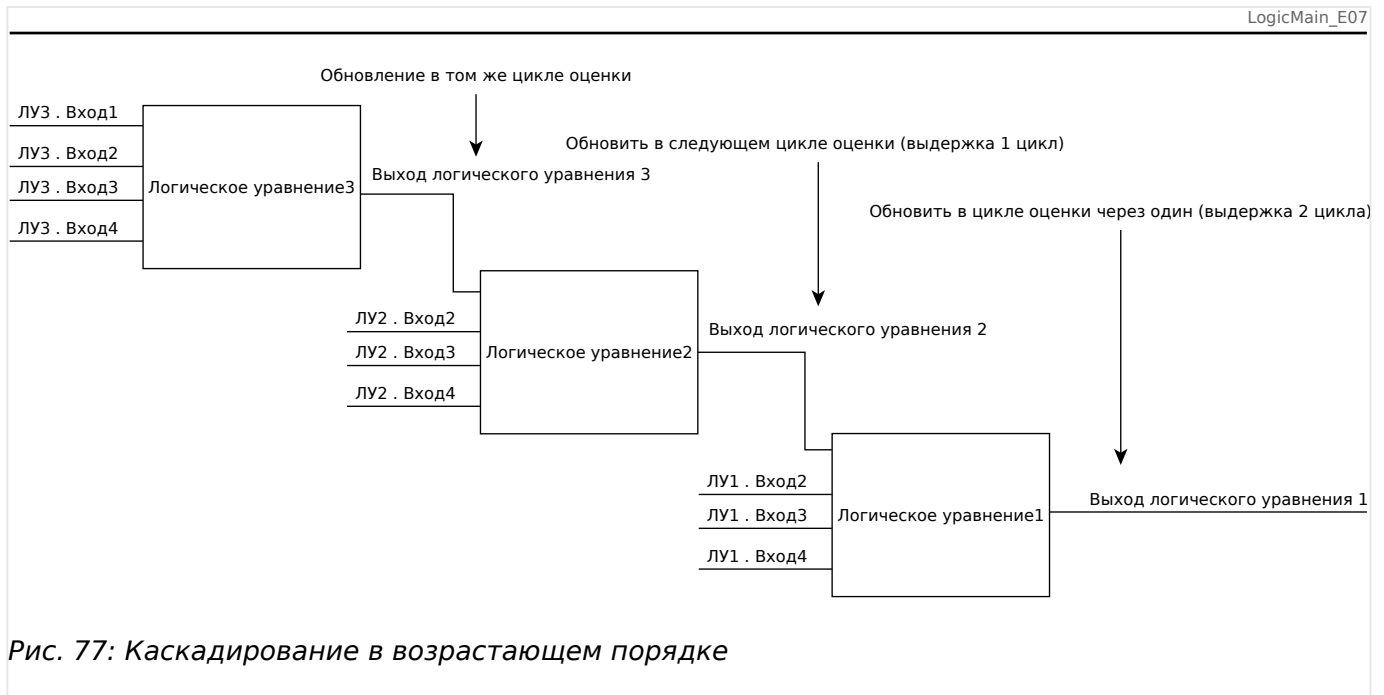 LogicMain_E07
Обновление в том же цикле оценки
ЛУ3 . Вход1
Обновить в следующем цикле оценки (выдержка 1 цикл)
ЛУ3 . Вход2
Выход логического уравнения 3
ЛУ3 . Вход3
Логическое уравнение3
Обновить в цикле оценки через один (выдержка 2 цикла)
ЛУ3 . Вход4
ЛУ2 . Вход2
Выход логического уравнения 2
ЛУ2 . Вход3
Логическое уравнение2
ЛУ2 . Вход4
ЛУ1 . Вход2
Выход логического уравнения 1
ЛУ1 . Вход3
Логическое уравнение1
ЛУ1 . Вход4
Рис. 77: Каскадирование в возрастающем порядке